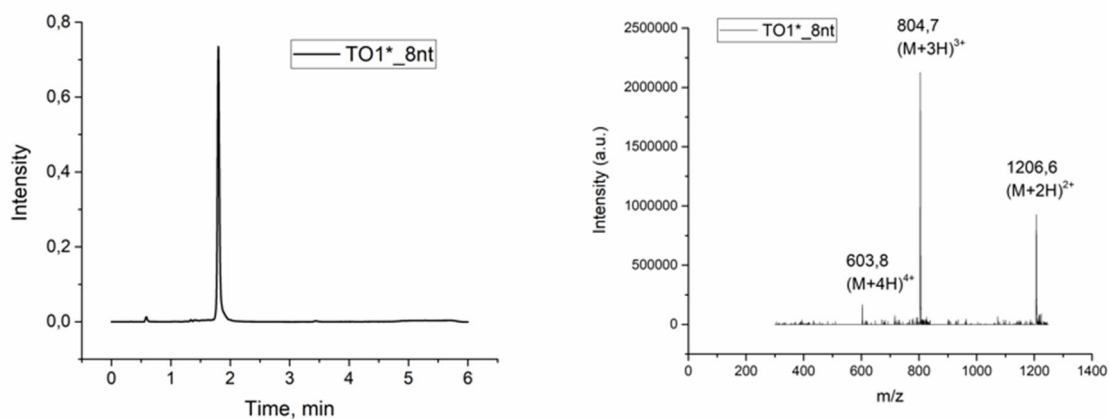 0,8
0,6
0,4
0,2
0,0
Intensity
TO1*_8nt
0 1 2 3 4 5 6
Time, min
2500000
2000000
1500000
1000000
500000
0
Intensity (a.u.)
TO1*_8nt
804,7
(M+3H)³⁺
1206,6
(M+2H)²⁺
603,8
(M+4H)⁴⁺
0 200 400 600 800 1000 1200 1400
m/z